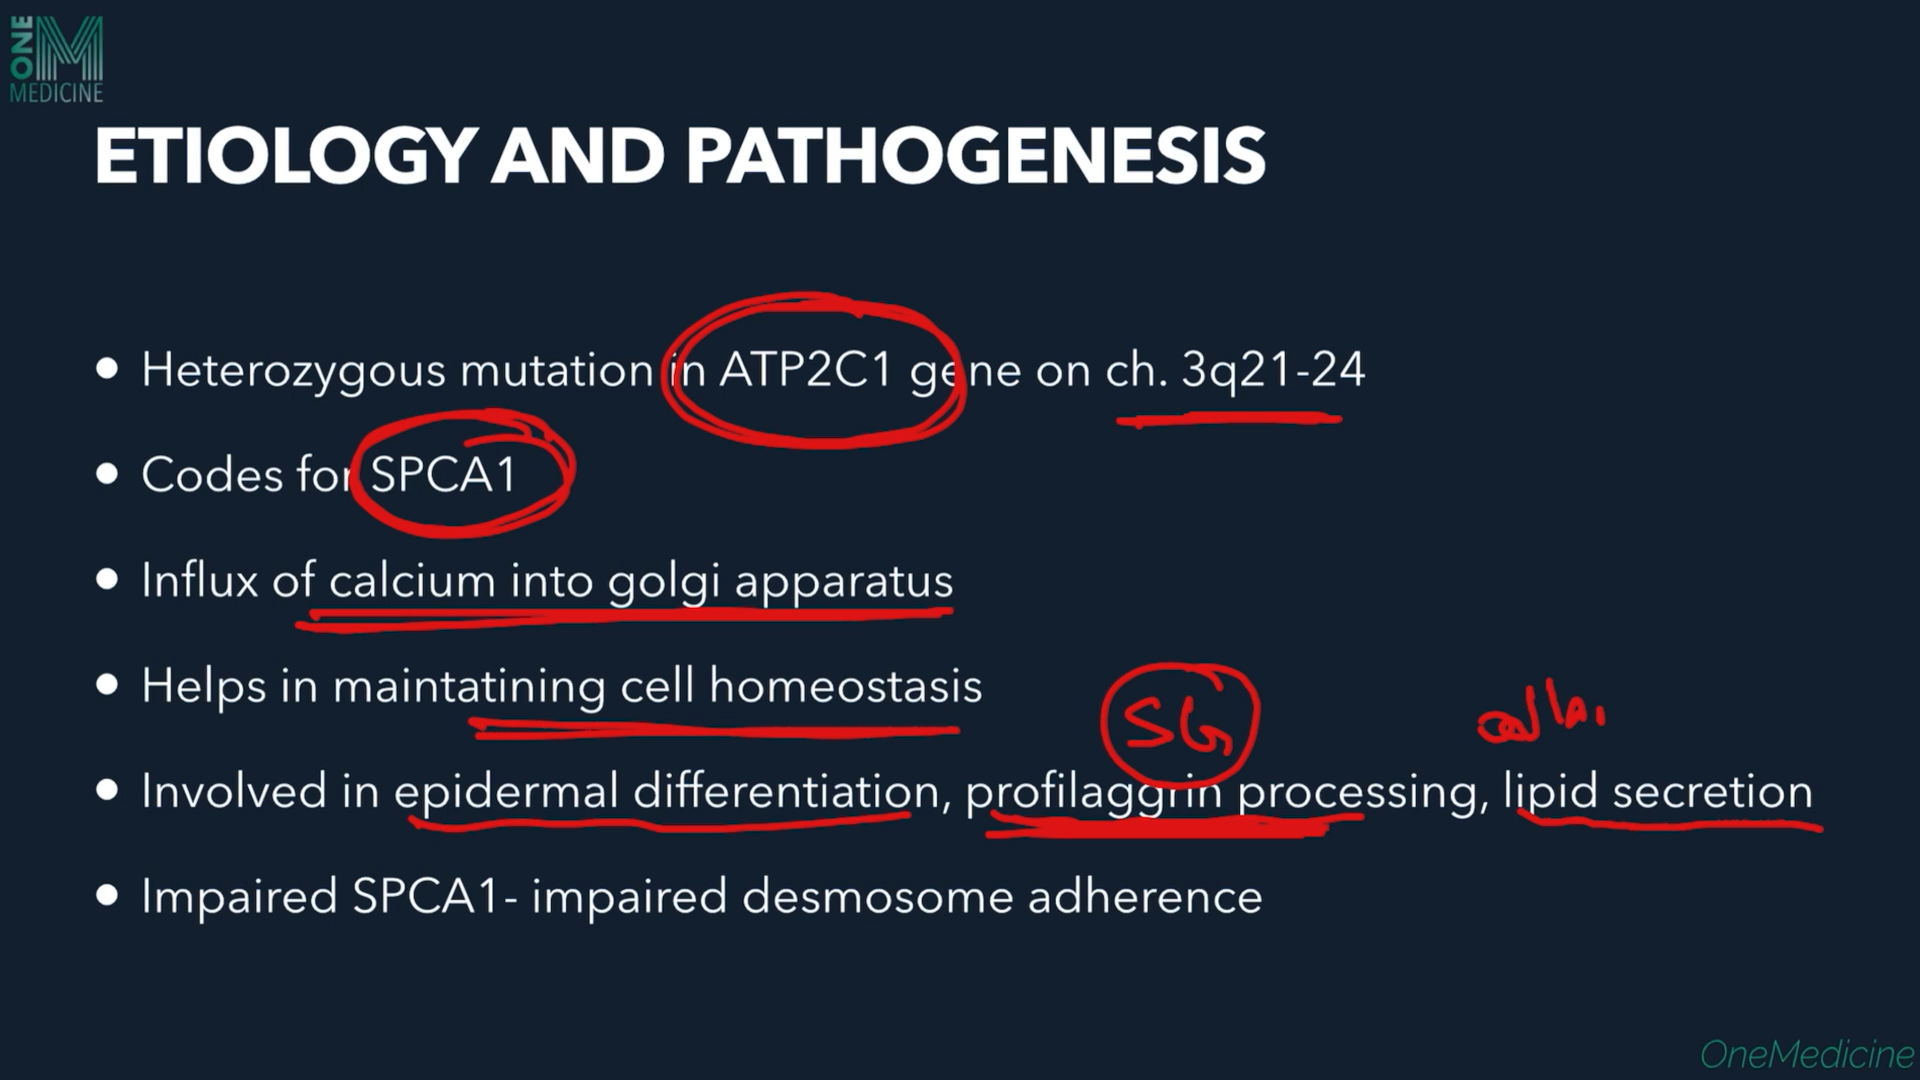 ONE
M
MEDICINE
ETIOLOGY AND PATHOGENESIS
• Heterozygous mutation in ATP2C1 gene on ch. 3q21-24
• Codes for SPCA1
• Influx of calcium into golgi apparatus
• Helps in maintatining cell homeostasis
SG
• Involved in epidermal differentiation, profilaggrin processing, lipid secretion
• Impaired SPCA1- impaired desmosome adherence
OneMedicine